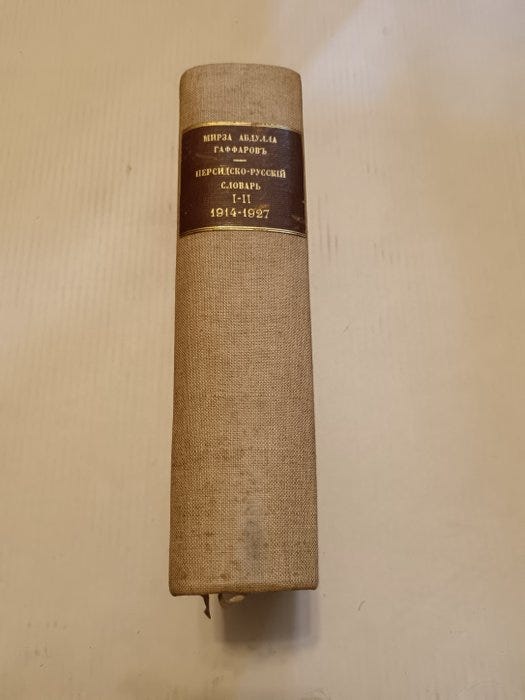 МИРЗА АБДУЛЛА
ГАФФАРОВЪ
ПЕРСИДСКО-РУССКІЙ
СЛОВАРЬ
I-II
1914-1927